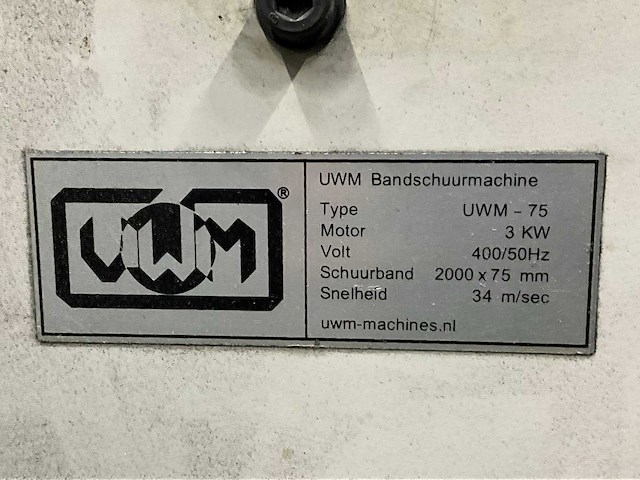 UWM®
UWM Bandschuurmachine
Type UWM - 75
Motor 3 KW
Volt 400/50Hz
Schuurband 2000 x 75 mm
Snelheid 34 m/sec
uwm-machines.nl